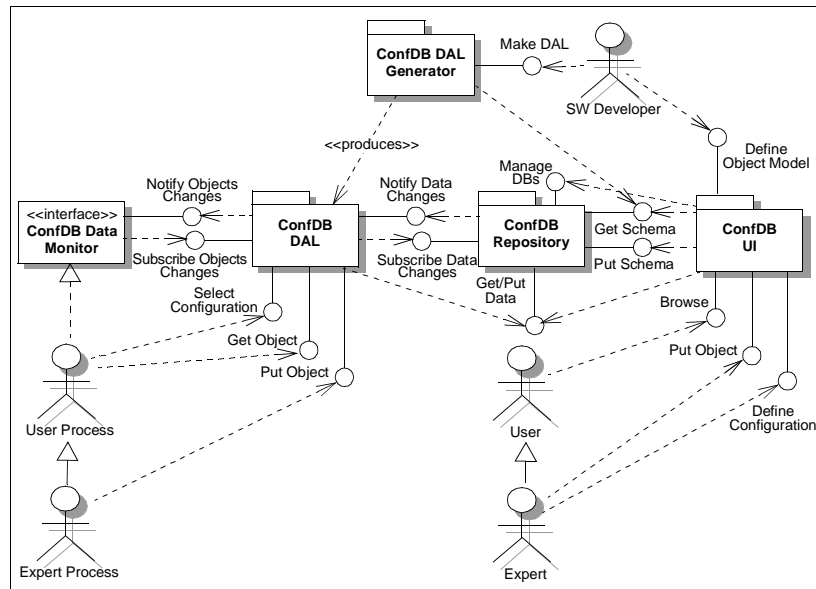 ConfDB DAL
Generator
Make DAL
SW Developer
<<produces>>
Define
Object Model
Manage
DBs
Notify Objects
Changes
Notify Data
Changes
<<interface>>
ConfDB Data
Monitor
ConfDB
DAL
ConfDB
Repository
Get Schema
ConfDB
UI
Subscribe Objects
Changes
Subscribe Data
Changes
Put Schema
Get/Put
Data
Select
Configuration
Browse
Get Object
Put Object
Put Object
User Process
User
Define
Configuration
Expert Process
Expert